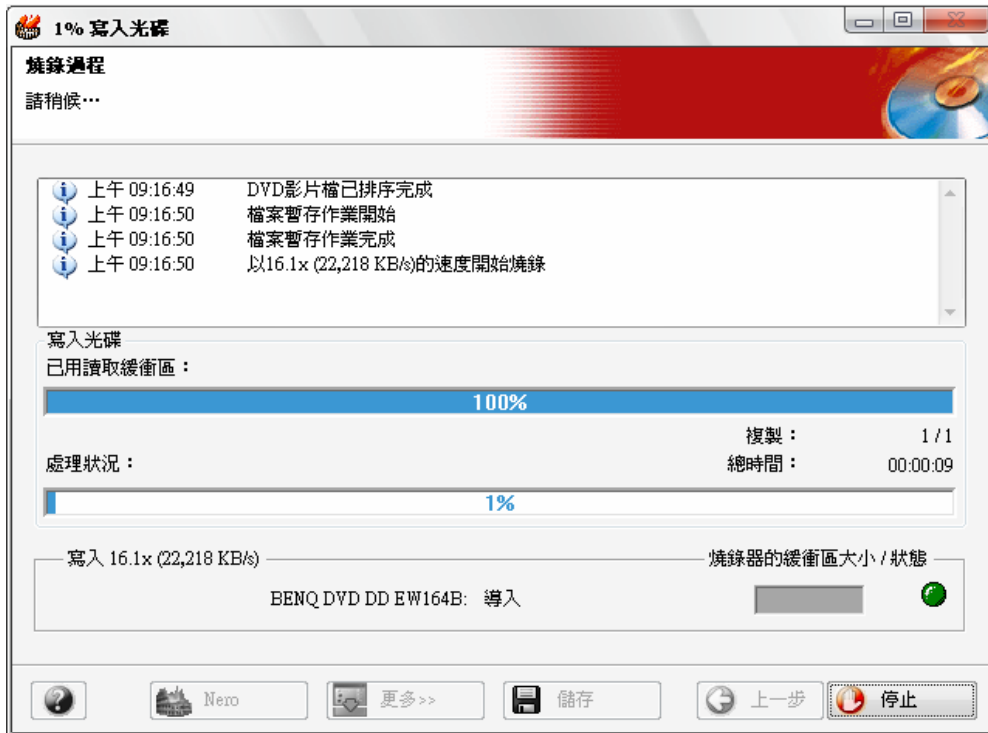 1% 寫入光碟
燒錄過程
請稍候…
上午 09:16:49 DVD影片檔已排序完成
上午 09:16:50 檔案暫存作業開始
上午 09:16:50 檔案暫存作業完成
上午 09:16:50 以16.1x (22,218 KB/s)的速度開始燒錄
寫入光碟
已用讀取緩衝區：
100%
複製： 1 / 1
處理狀況： 總時間： 00:00:09
1%
寫入 16.1x (22,218 KB/s) 燒錄器的緩衝區大小 / 狀態
BENQ DVD DD EW164B: 導入
Nero 更多>> 儲存 上一步 停止